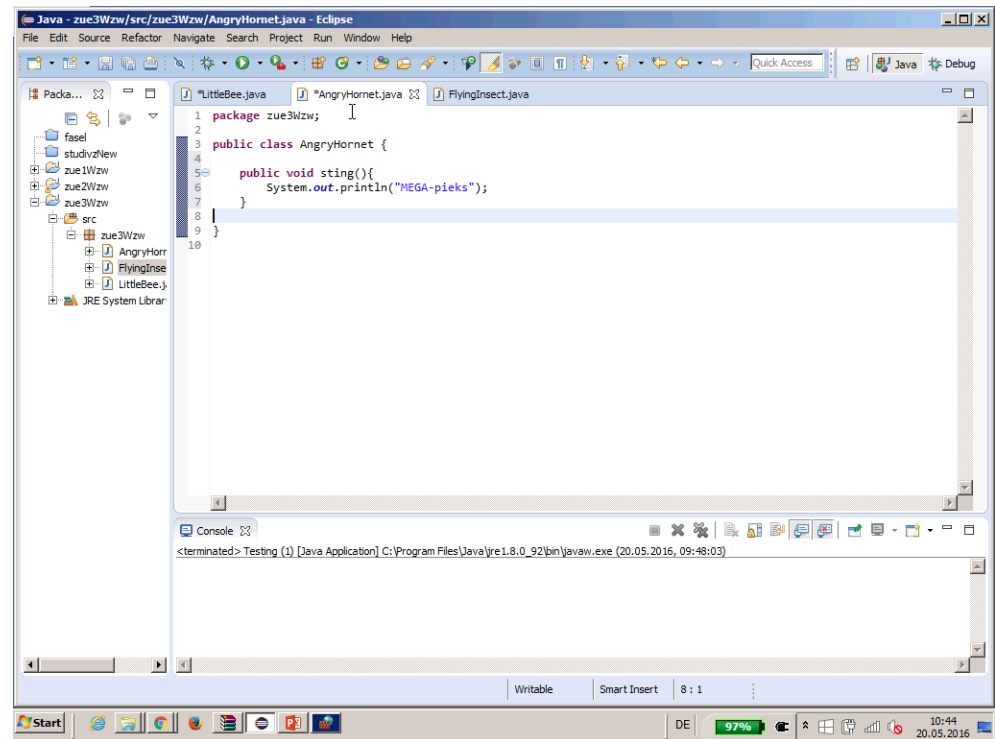 Java - zue3Wzw/src/zue3Wzw/AngryHornet.java - Eclipse
File Edit Source Refactor Navigate Search Project Run Window Help
Quick Access Java Debug
Packa...
*LittleBee.java *AngryHornet.java FlyingInsect.java
fasel
studivzNew
zue1Wzw
zue2Wzw
zue3Wzw
src
zue3Wzw
AngryHorr
FlyingInse
LittleBee.j
JRE System Librar
1 package zue3Wzw;
2
3 public class AngryHornet {
4
5 public void sting(){
6 System.out.println("MEGA-pieks");
7 }
8
9 }
10
Console
<terminated> Testing (1) [Java Application] C:\Program Files\Java\jre1.8.0_92\bin\javaw.exe (20.05.2016, 09:48:03)
Writable Smart Insert 8 : 1
Start DE 97% 10:44
20.05.2016